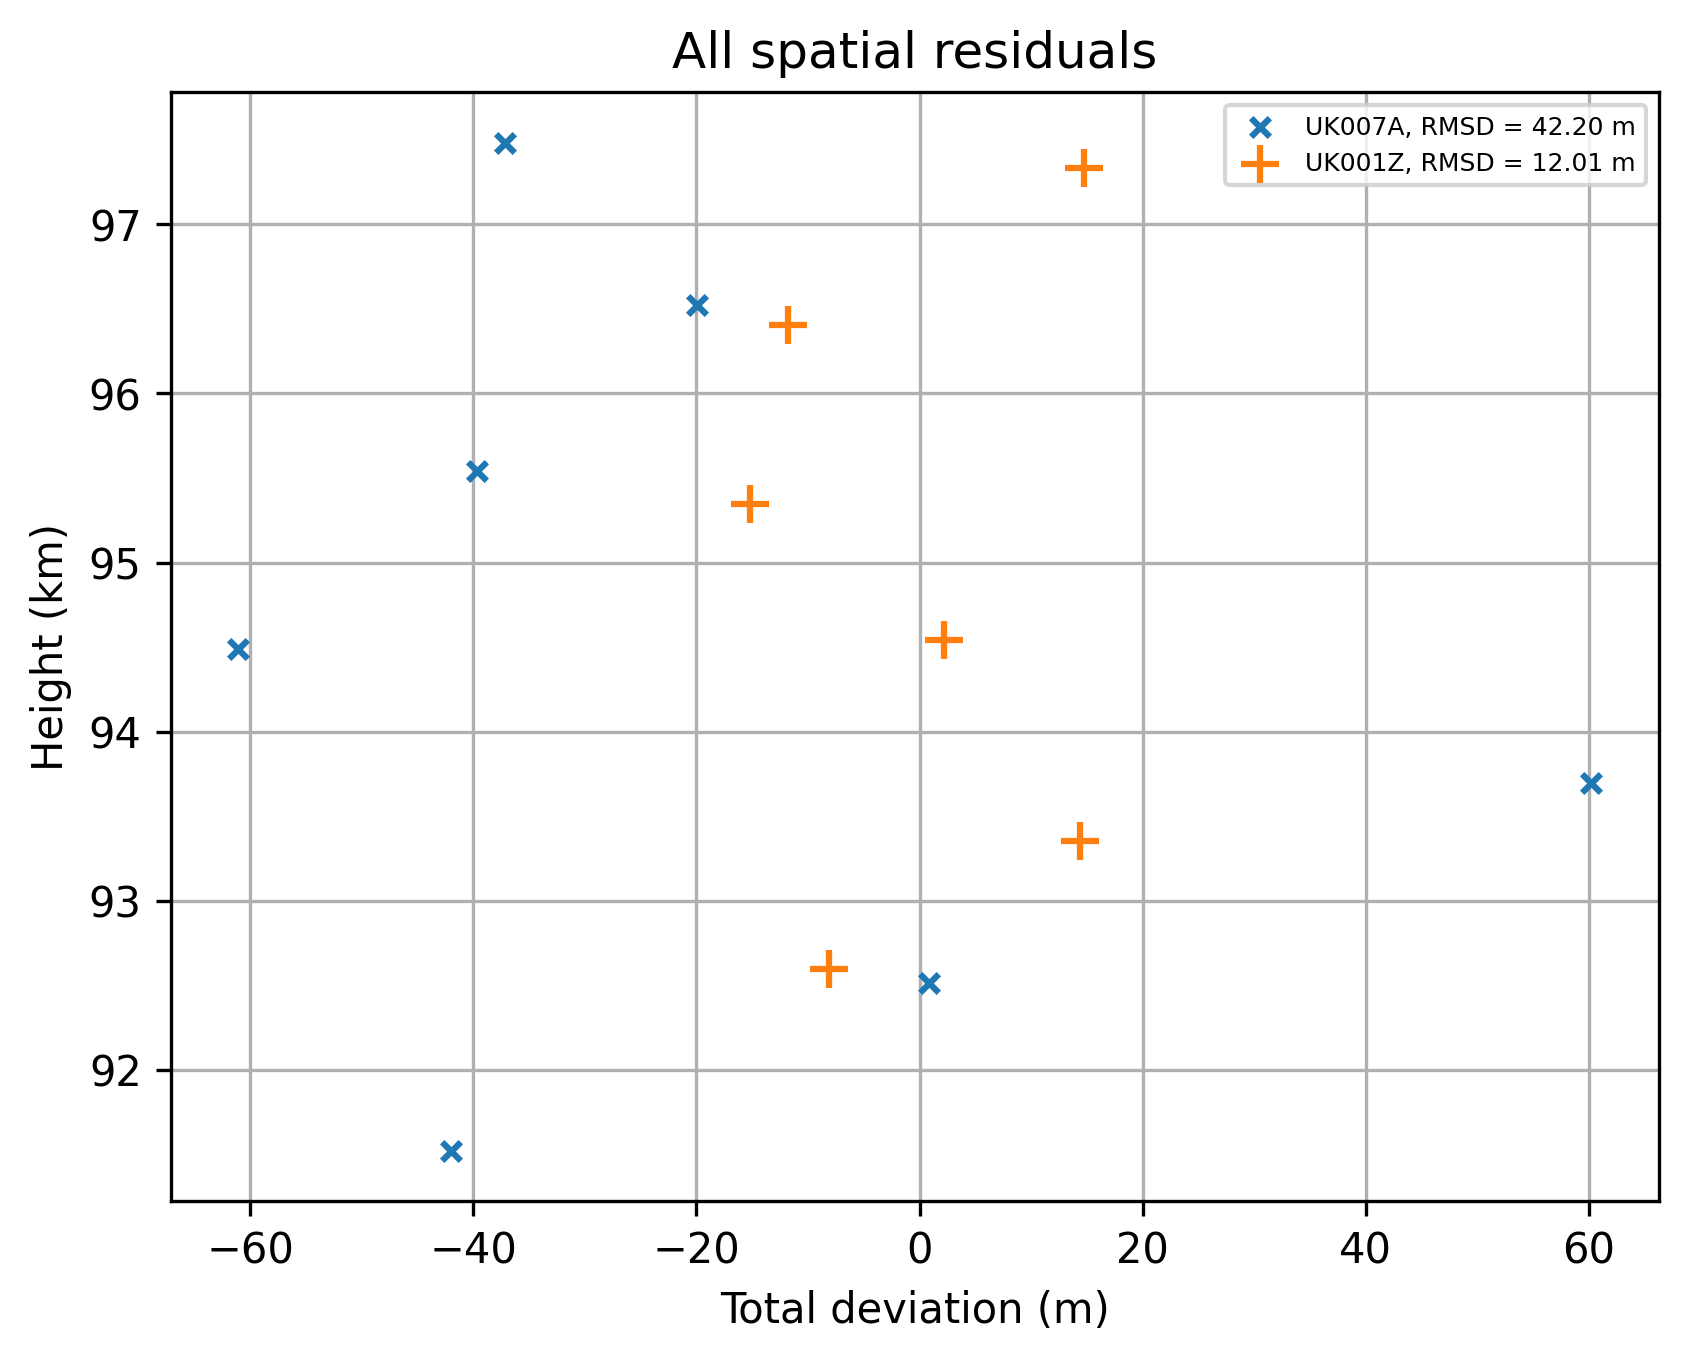 All spatial residuals
UK007A, RMSD = 42.20 m
UK001Z, RMSD = 12.01 m
Height (km)
97
96
95
94
93
92
−60 −40 −20 0 20 40 60
Total deviation (m)